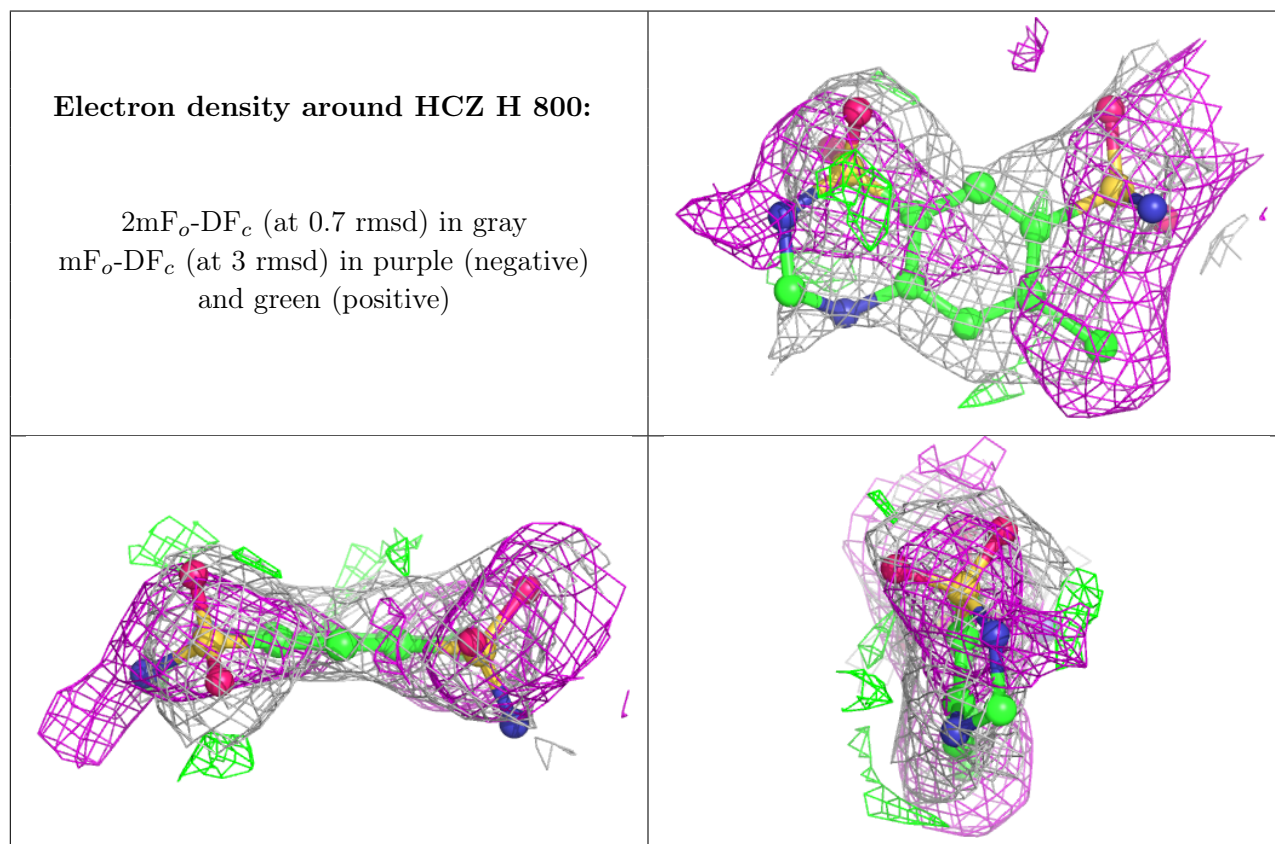 Electron density around HCZ H 800:
2mFo-DFc (at 0.7 rmsd) in gray
mFo-DFc (at 3 rmsd) in purple (negative)
and green (positive)